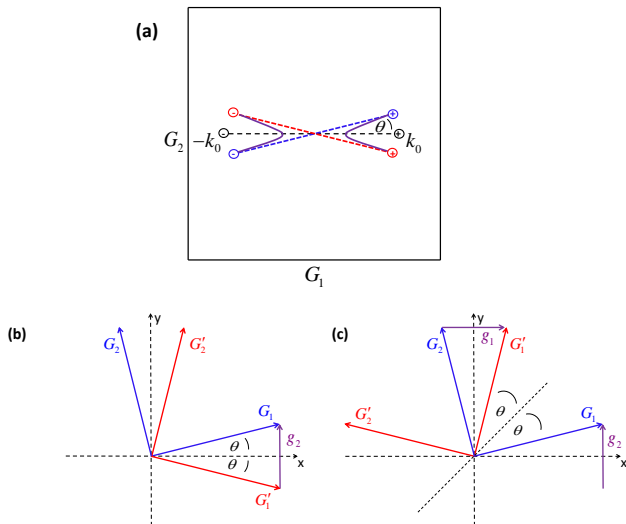 (a)
- +
θ
G₂ −k₀ - + k₀
- +
G₁
(b) y
G₂ G′₂
G₁
θ g₂
θ x
G′₁
(c) y
g₁
G₂ G′₁
θ
G′₂ θ G₁
g₂
x